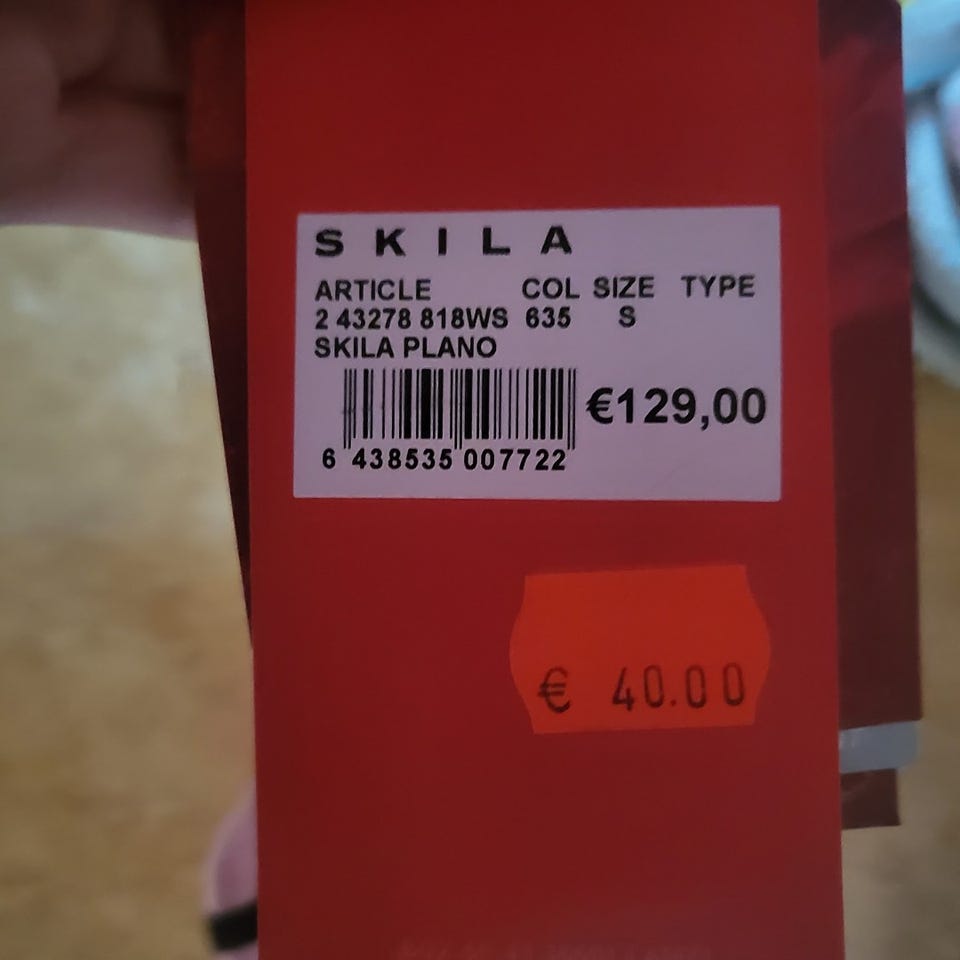 SKILA
ARTICLE COL SIZE TYPE
2 43278 818WS 635 S
SKILA PLANO
€129,00
6 438535 007722
€ 40.00